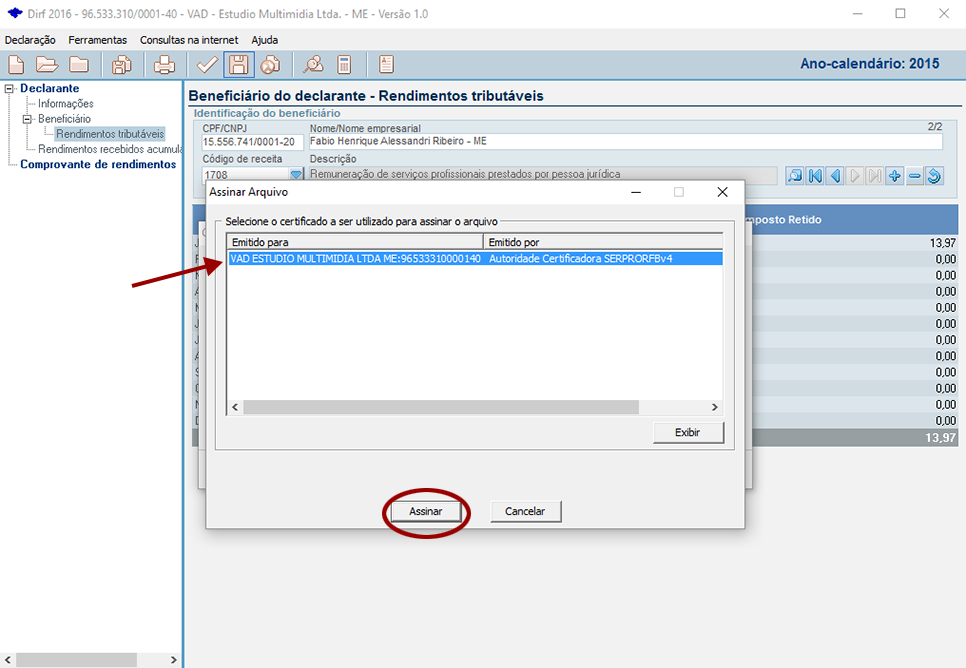 Dirf 2016 - 96.533.310/0001-40 - VAD - Estudio Multimidia Ltda. - ME - Versão 1.0
Declaração Ferramentas Consultas na internet Ajuda
Ano-calendário: 2015
Declarante
Informações
Beneficiário
Rendimentos tributáveis
Rendimentos recebidos acumula
Comprovante de rendimentos
Beneficiário do declarante - Rendimentos tributáveis
Identificação do beneficiário
CPF/CNPJ Nome/Nome empresarial 2/2
15.556.741/0001-20 Fabio Henrique Alessandri Ribeiro - ME
Código de receita Descrição
1708 Remuneração de serviços profissionais prestados por pessoa jurídica
Assinar Arquivo
mposto Retido
Selecione o certificado a ser utilizado para assinar o arquivo
Emitido para Emitido por
VAD ESTUDIO MULTIMIDIA LTDA ME:96533310000140 Autoridade Certificadora SERPRORFBv4
13,97
0,00
0,00
0,00
0,00
0,00
0,00
0,00
0,00
0,00
0,00
0,00
13,97
Exibir
Assinar Cancelar